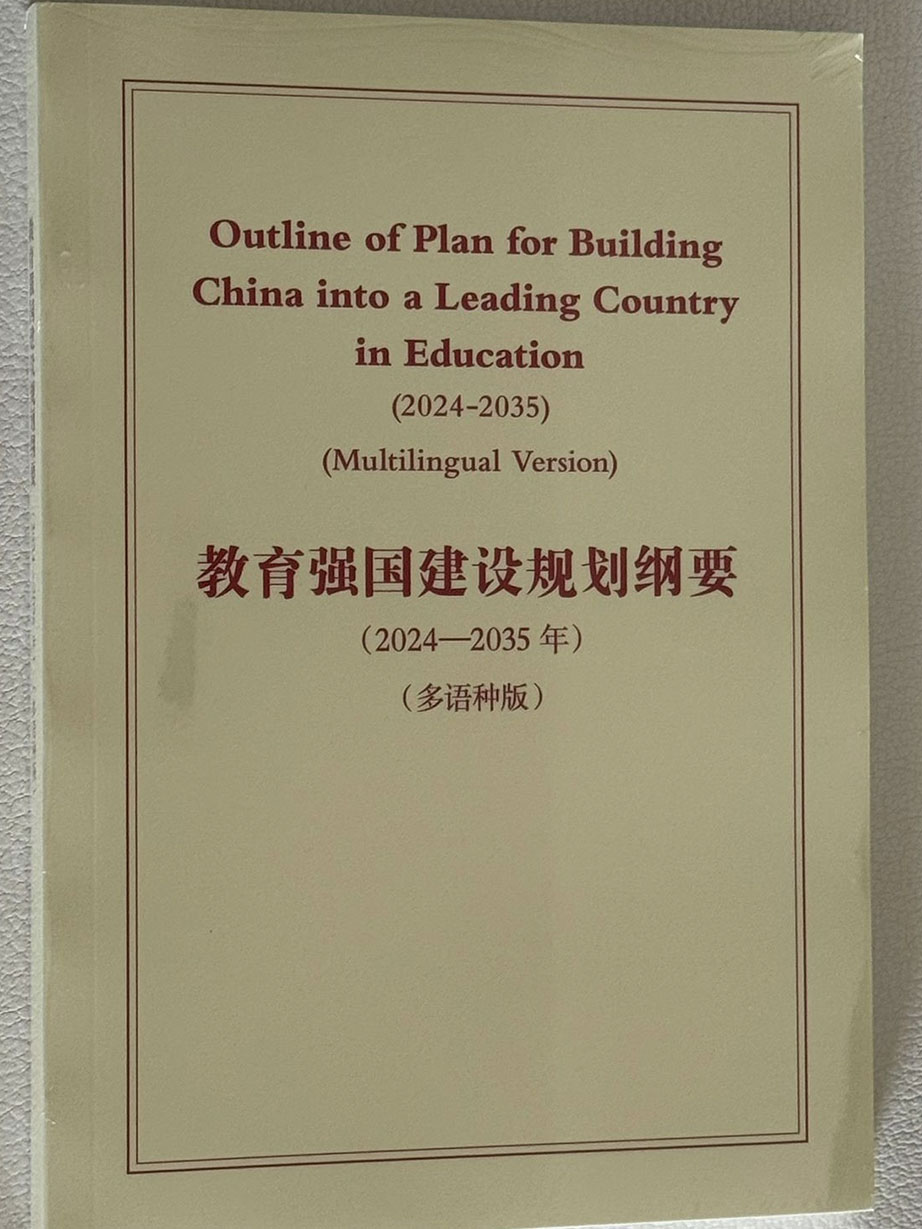 Outline of Plan for Building
China into a Leading Country
in Education
(2024-2035)
(Multilingual Version)
教育强国建设规划纲要
（2024—2035 年）
（多语种版）